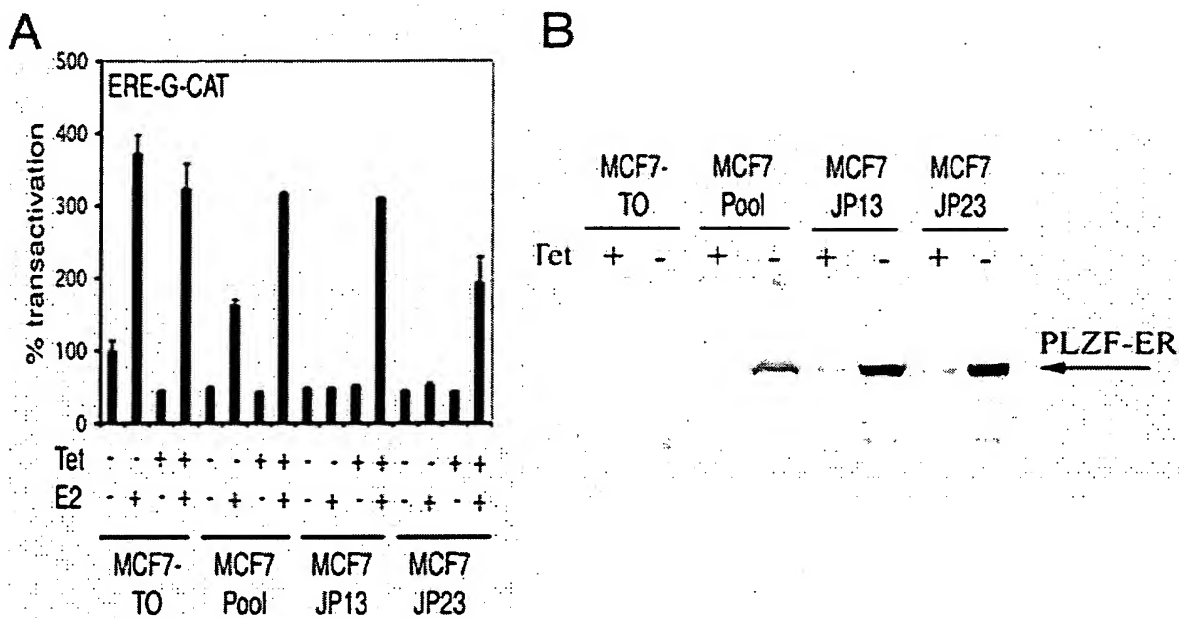 A
500
ERE-G-CAT
400
300
200
100
0
% transactivation
Tet - - + + - - + + - - + + - - + +
E2 - + - + - + - + - + - + - + - +
MCF7-
TO
MCF7
Pool
MCF7
JP13
MCF7
JP23
B
MCF7-
TO
MCF7
Pool
MCF7
JP13
MCF7
JP23
Tet + - + - + - + -
PLZF-ER